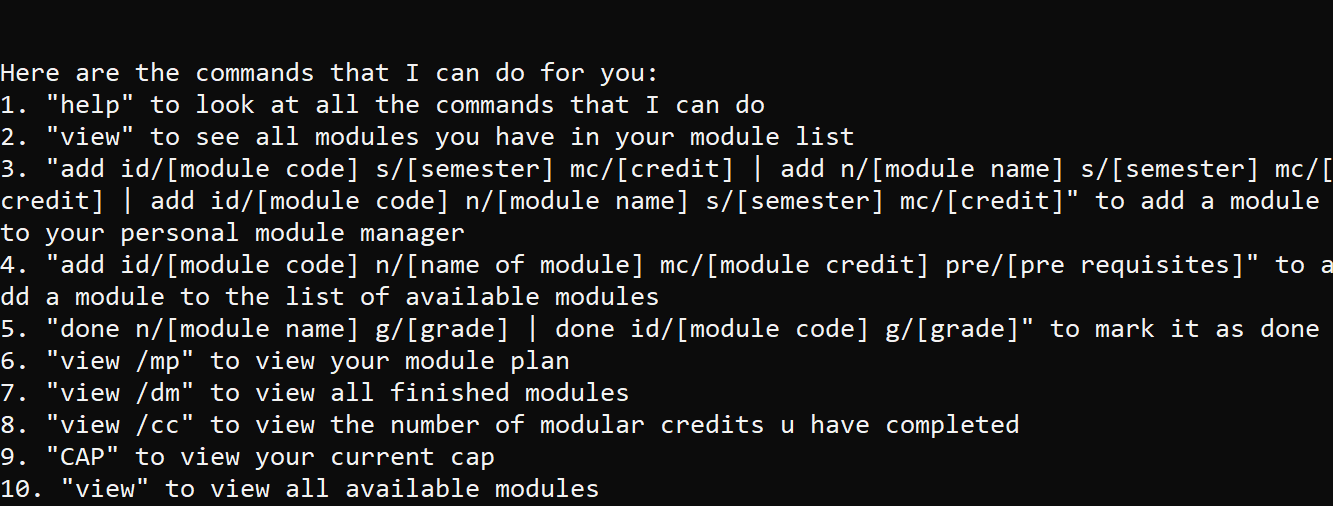 Here are the commands that I can do for you:
1. "help" to look at all the commands that I can do
2. "view" to see all modules you have in your module list
3. "add id/[module code] s/[semester] mc/[credit] | add n/[module name] s/[semester] mc/[
credit] | add id/[module code] n/[module name] s/[semester] mc/[credit]" to add a module
to your personal module manager
4. "add id/[module code] n/[name of module] mc/[module credit] pre/[pre requisites]" to a
dd a module to the list of available modules
5. "done n/[module name] g/[grade] | done id/[module code] g/[grade]" to mark it as done
6. "view /mp" to view your module plan
7. "view /dm" to view all finished modules
8. "view /cc" to view the number of modular credits u have completed
9. "CAP" to view your current cap
10. "view" to view all available modules